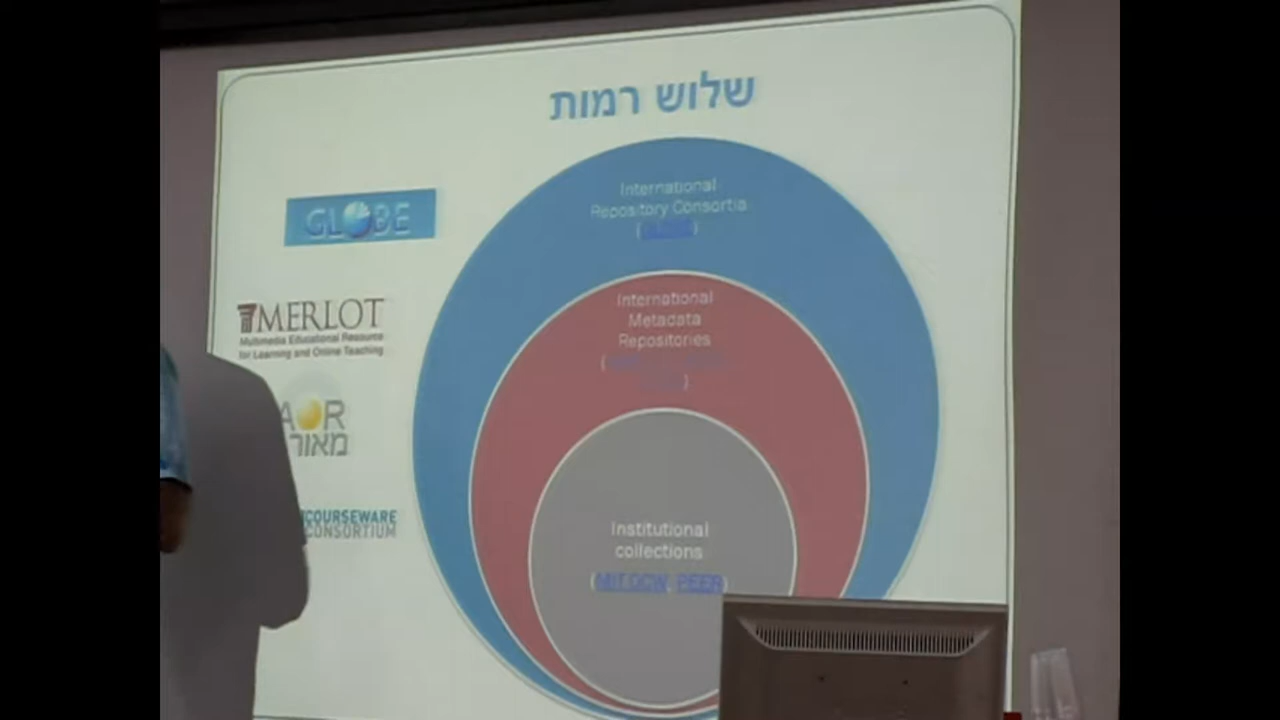 שלוש רמות
GLOBE
MERLOT
Multimedia Educational Resource
for Learning and Online Teaching
AOR
מאור
COURSEWARE
CONSORTIUM
International
Repository Consortia
International
Metadata
Repositories
Institutional
collections
(MIT OCW, PEER)